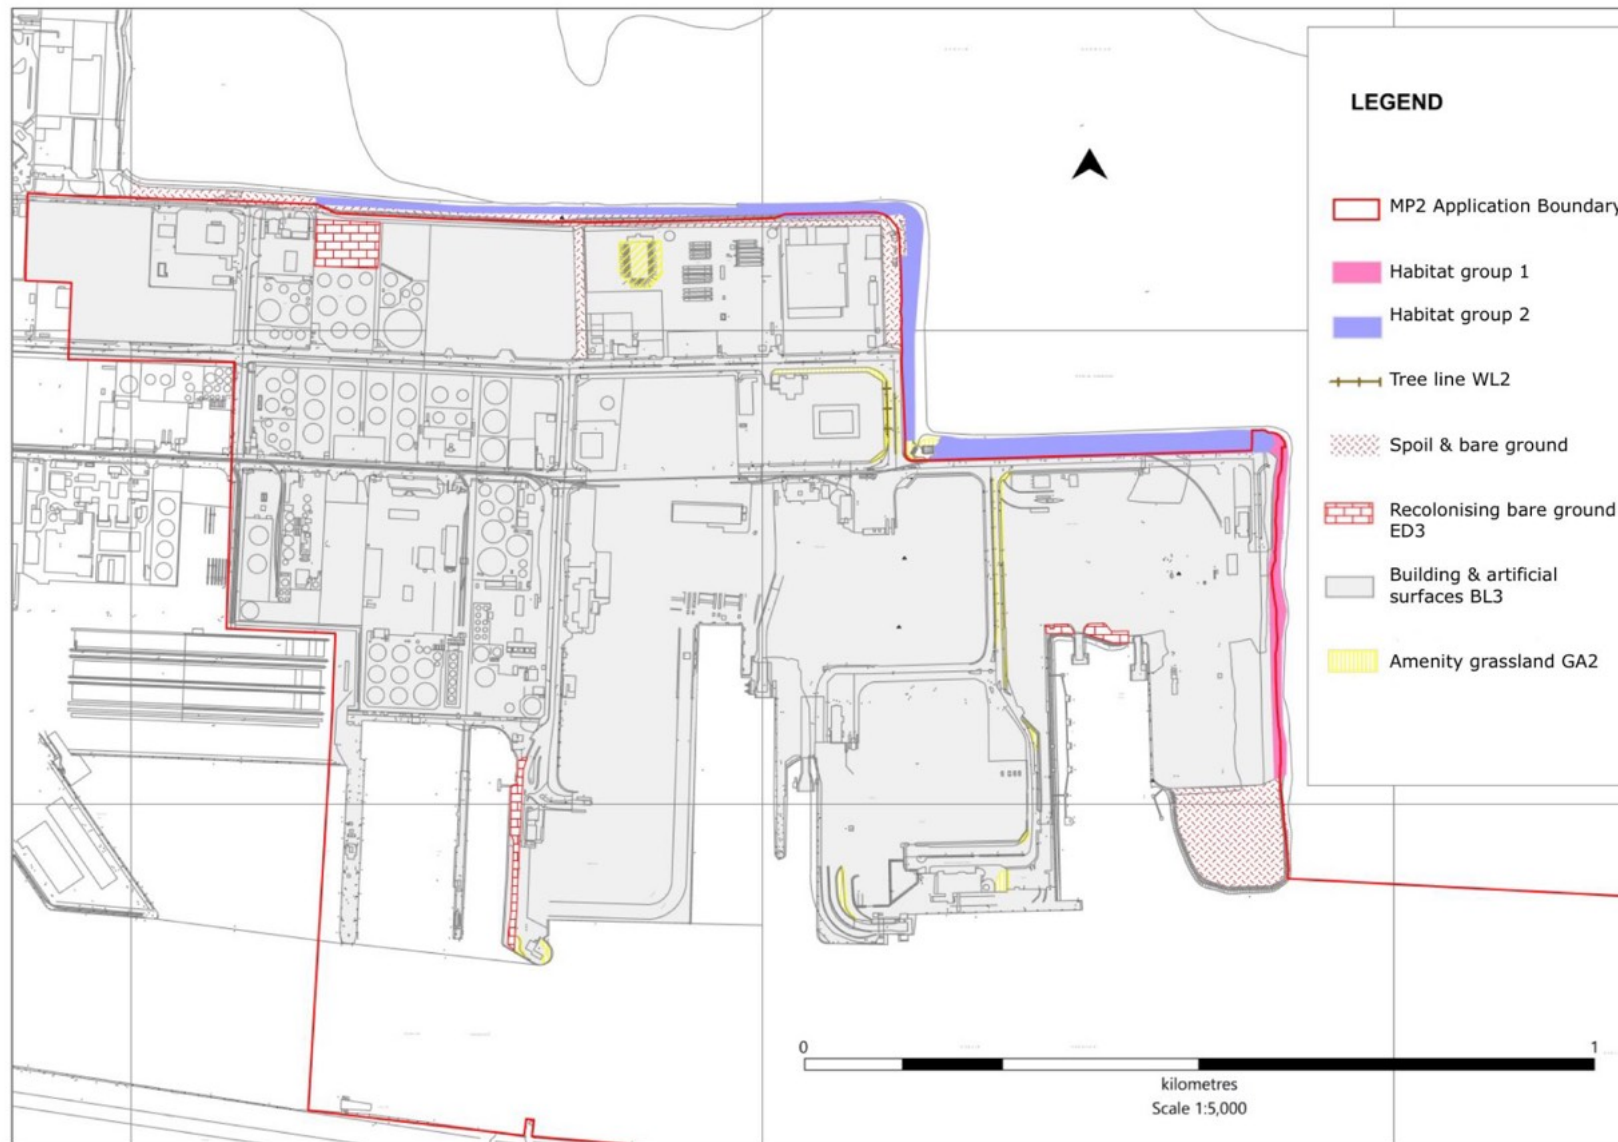 LEGEND
MP2 Application Boundary
Habitat group 1
Habitat group 2
Tree line WL2
Spoil & bare ground
Recolonising bare ground
ED3
Building & artificial
surfaces BL3
Amenity grassland GA2
0
1
kilometres
Scale 1:5,000